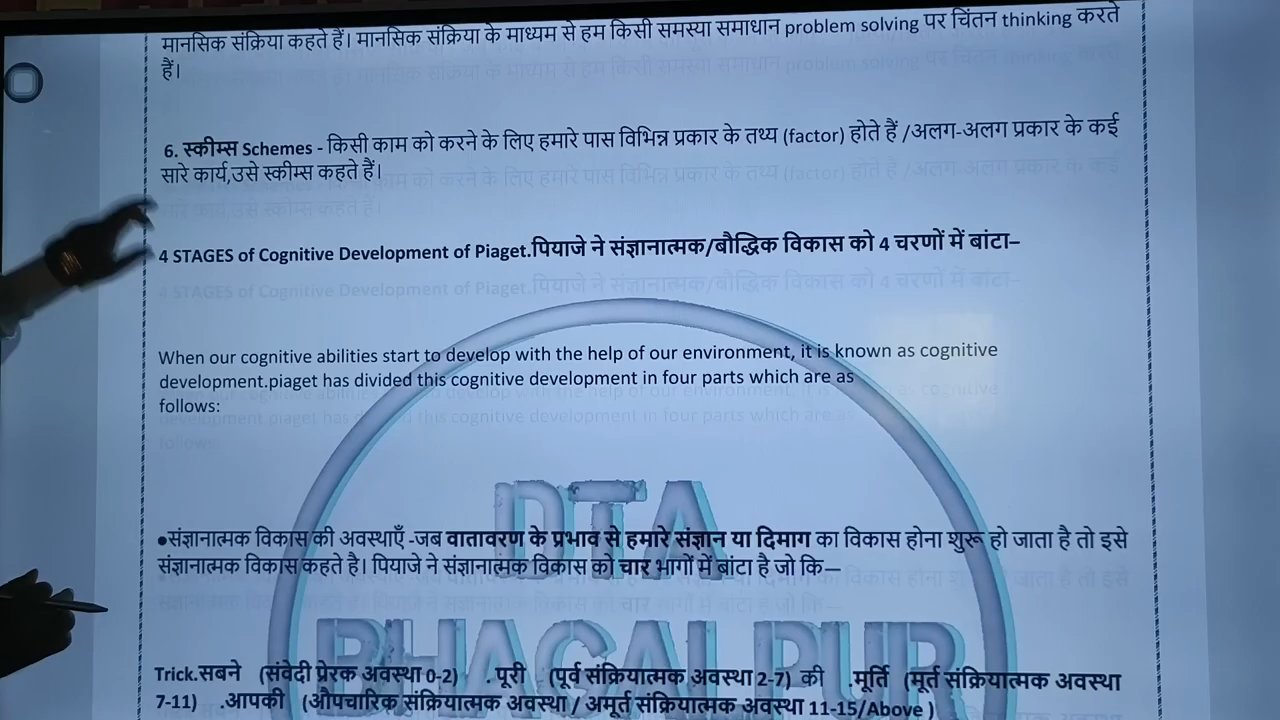 मानसिक संक्रिया कहते हैं। मानसिक संक्रिया के माध्यम से हम किसी समस्या समाधान problem solving पर चिंतन thinking करते
हैं।
6. स्कीम्स Schemes - किसी काम को करने के लिए हमारे पास विभिन्न प्रकार के तथ्य (factor) होते हैं /अलग-अलग प्रकार के कई
सारे कार्य,उसे स्कीम्स कहते हैं।
4 STAGES of Cognitive Development of Piaget.पियाजे ने संज्ञानात्मक/बौद्धिक विकास को 4 चरणों में बांटा–
When our cognitive abilities start to develop with the help of our environment, it is known as cognitive
development.piaget has divided this cognitive development in four parts which are as
follows:
•संज्ञानात्मक विकास की अवस्थाएँ -जब वातावरण के प्रभाव से हमारे संज्ञान या दिमाग का विकास होना शुरू हो जाता है तो इसे
संज्ञानात्मक विकास कहते है। पियाजे ने संज्ञानात्मक विकास को चार भागों में बांटा है जो कि—
Trick.सबने (संवेदी प्रेरक अवस्था 0-2) .पूरी (पूर्व संक्रियात्मक अवस्था 2-7) की .मूर्ति (मूर्त संक्रियात्मक अवस्था
7-11) .आपकी (औपचारिक संक्रियात्मक अवस्था / अमूर्त संक्रियात्मक अवस्था 11-15/Above )
DTA
BHAGALPUR